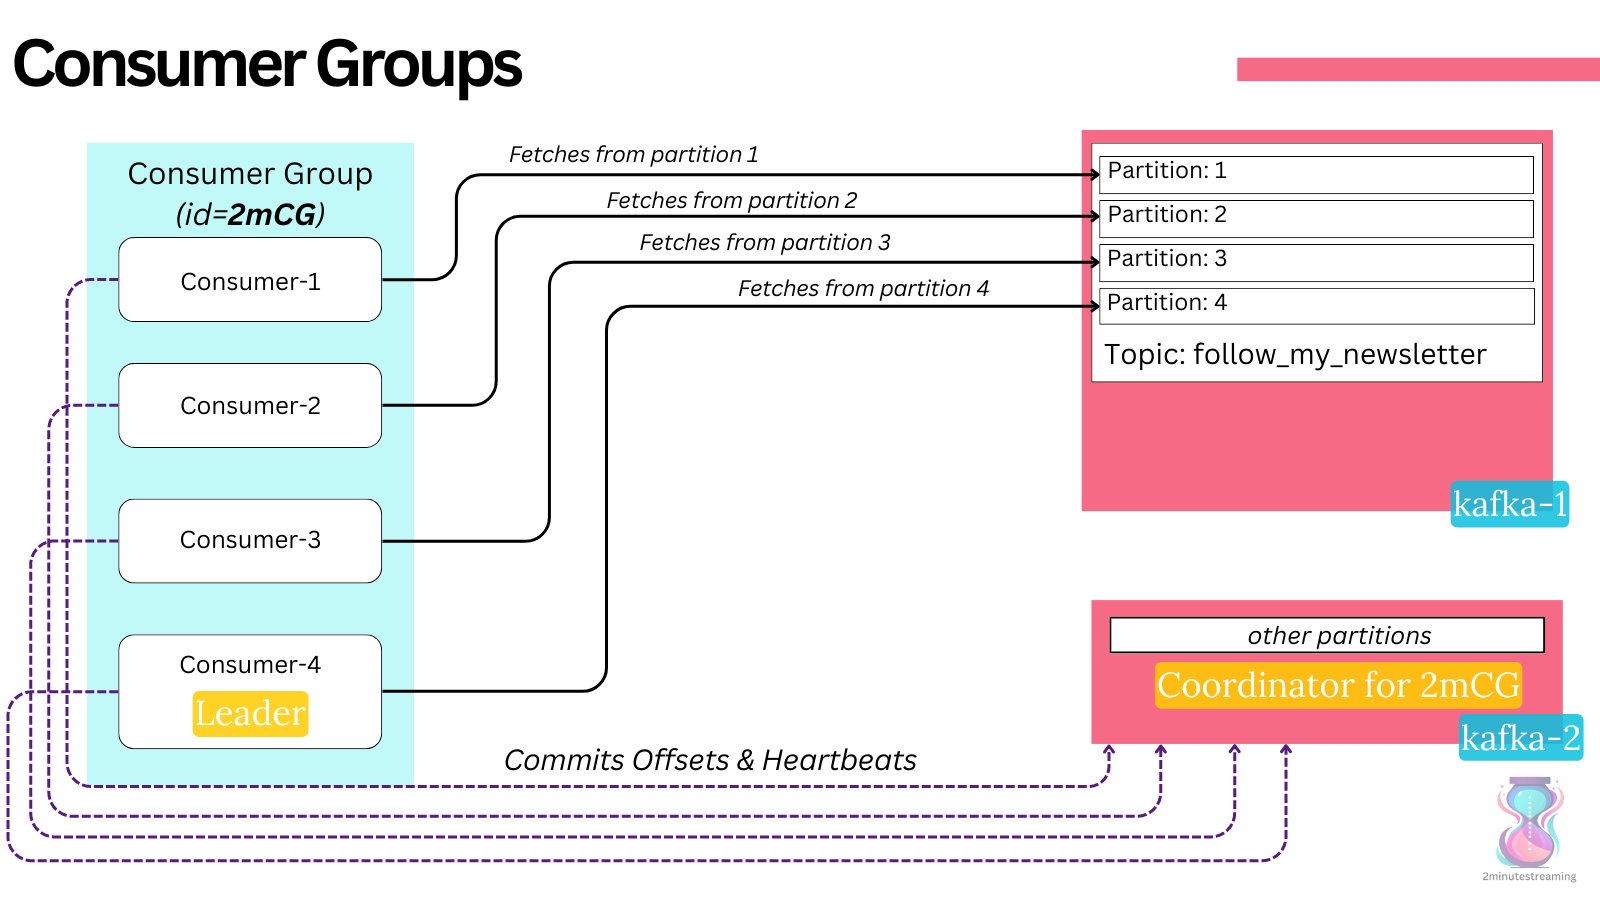 Consumer Groups
Consumer Group
(id=2mCG)
Consumer-1
Consumer-2
Consumer-3
Consumer-4
Leader
Fetches from partition 1
Fetches from partition 2
Fetches from partition 3
Fetches from partition 4
Partition: 1
Partition: 2
Partition: 3
Partition: 4
Topic: follow_my_newsletter
kafka-1
other partitions
Coordinator for 2mCG
kafka-2
Commits Offsets & Heartbeats
2minutestreaming